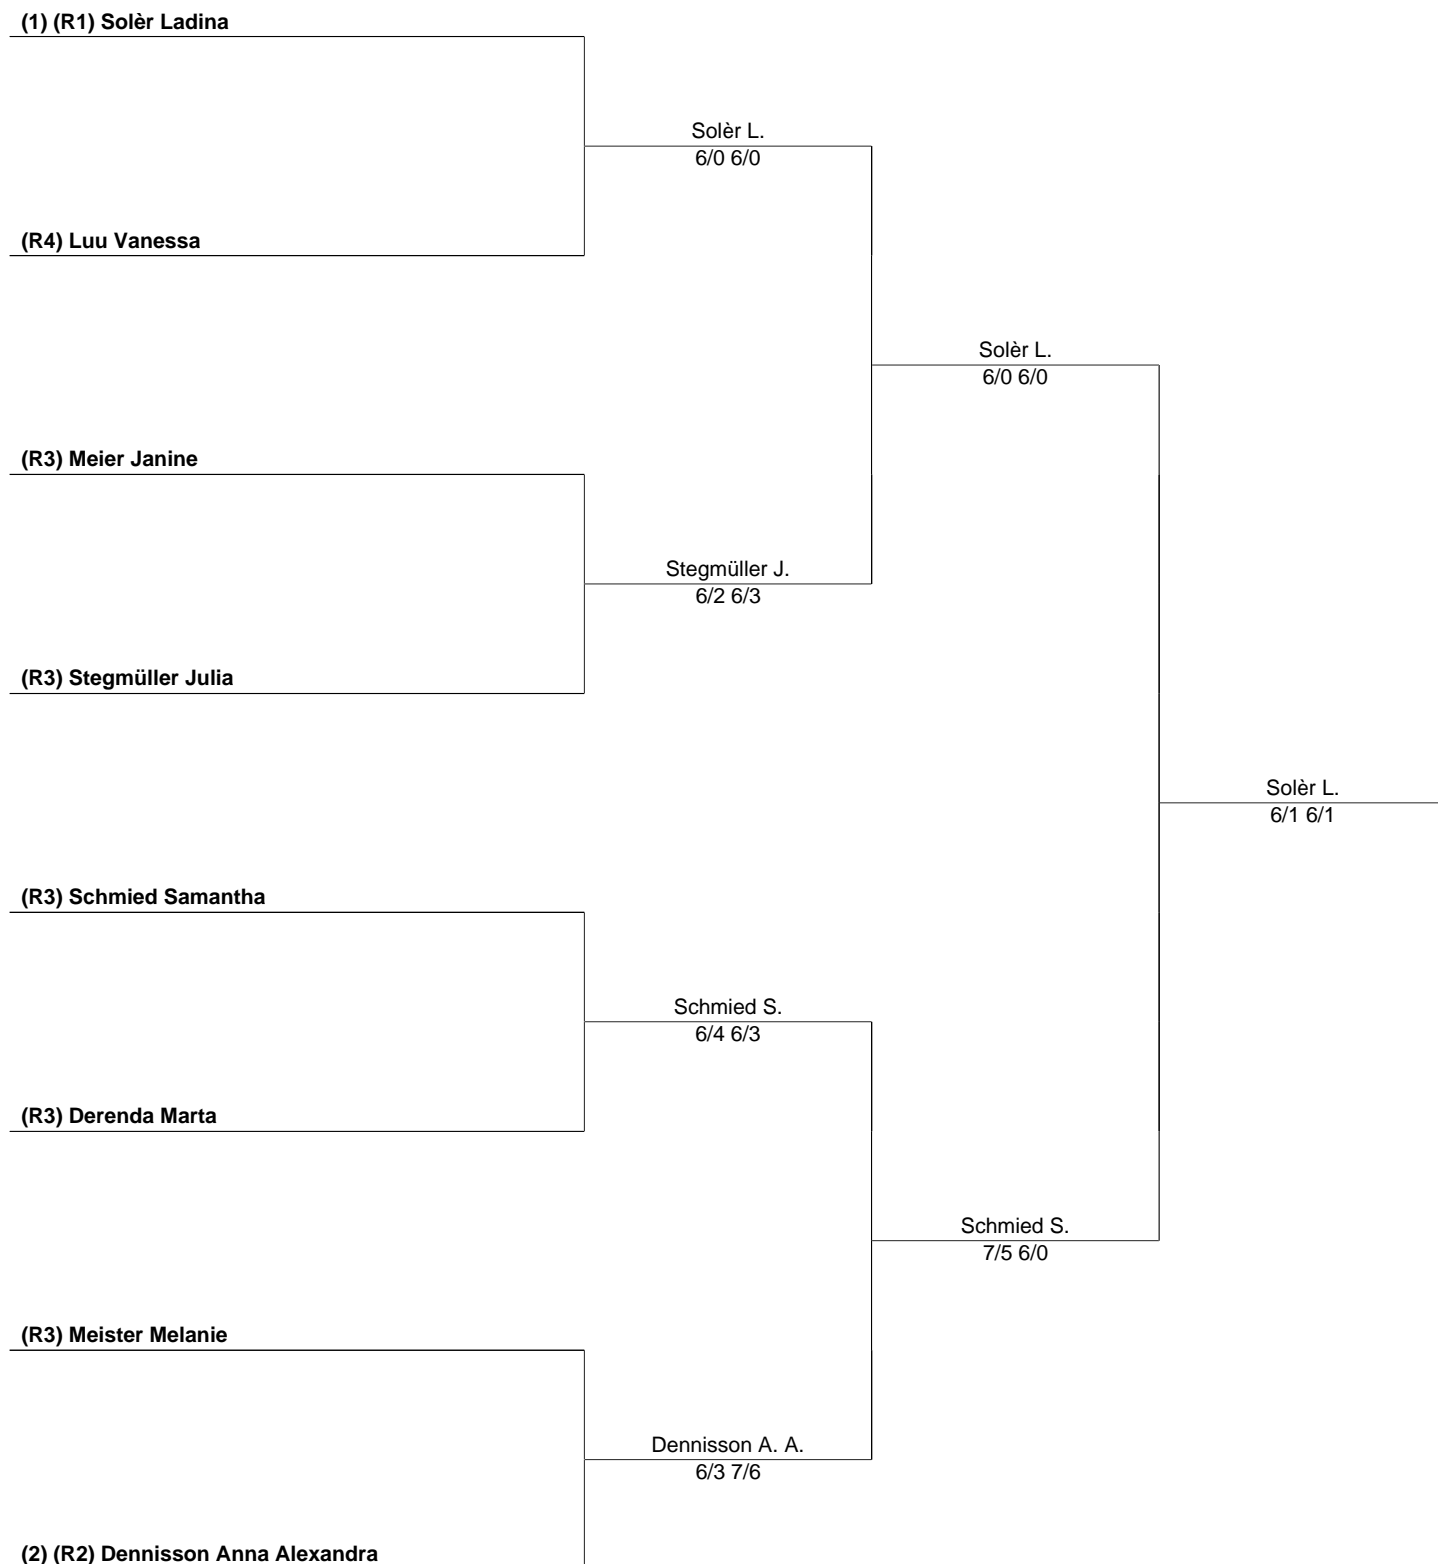 (1) (R1) Solèr Ladina
Solèr L.
6/0 6/0
(R4) Luu Vanessa
Solèr L.
6/0 6/0
(R3) Meier Janine
Stegmüller J.
6/2 6/3
(R3) Stegmüller Julia
Solèr L.
6/1 6/1
(R3) Schmied Samantha
Schmied S.
6/4 6/3
(R3) Derenda Marta
Schmied S.
7/5 6/0
(R3) Meister Melanie
Dennisson A. A.
6/3 7/6
(2) (R2) Dennisson Anna Alexandra